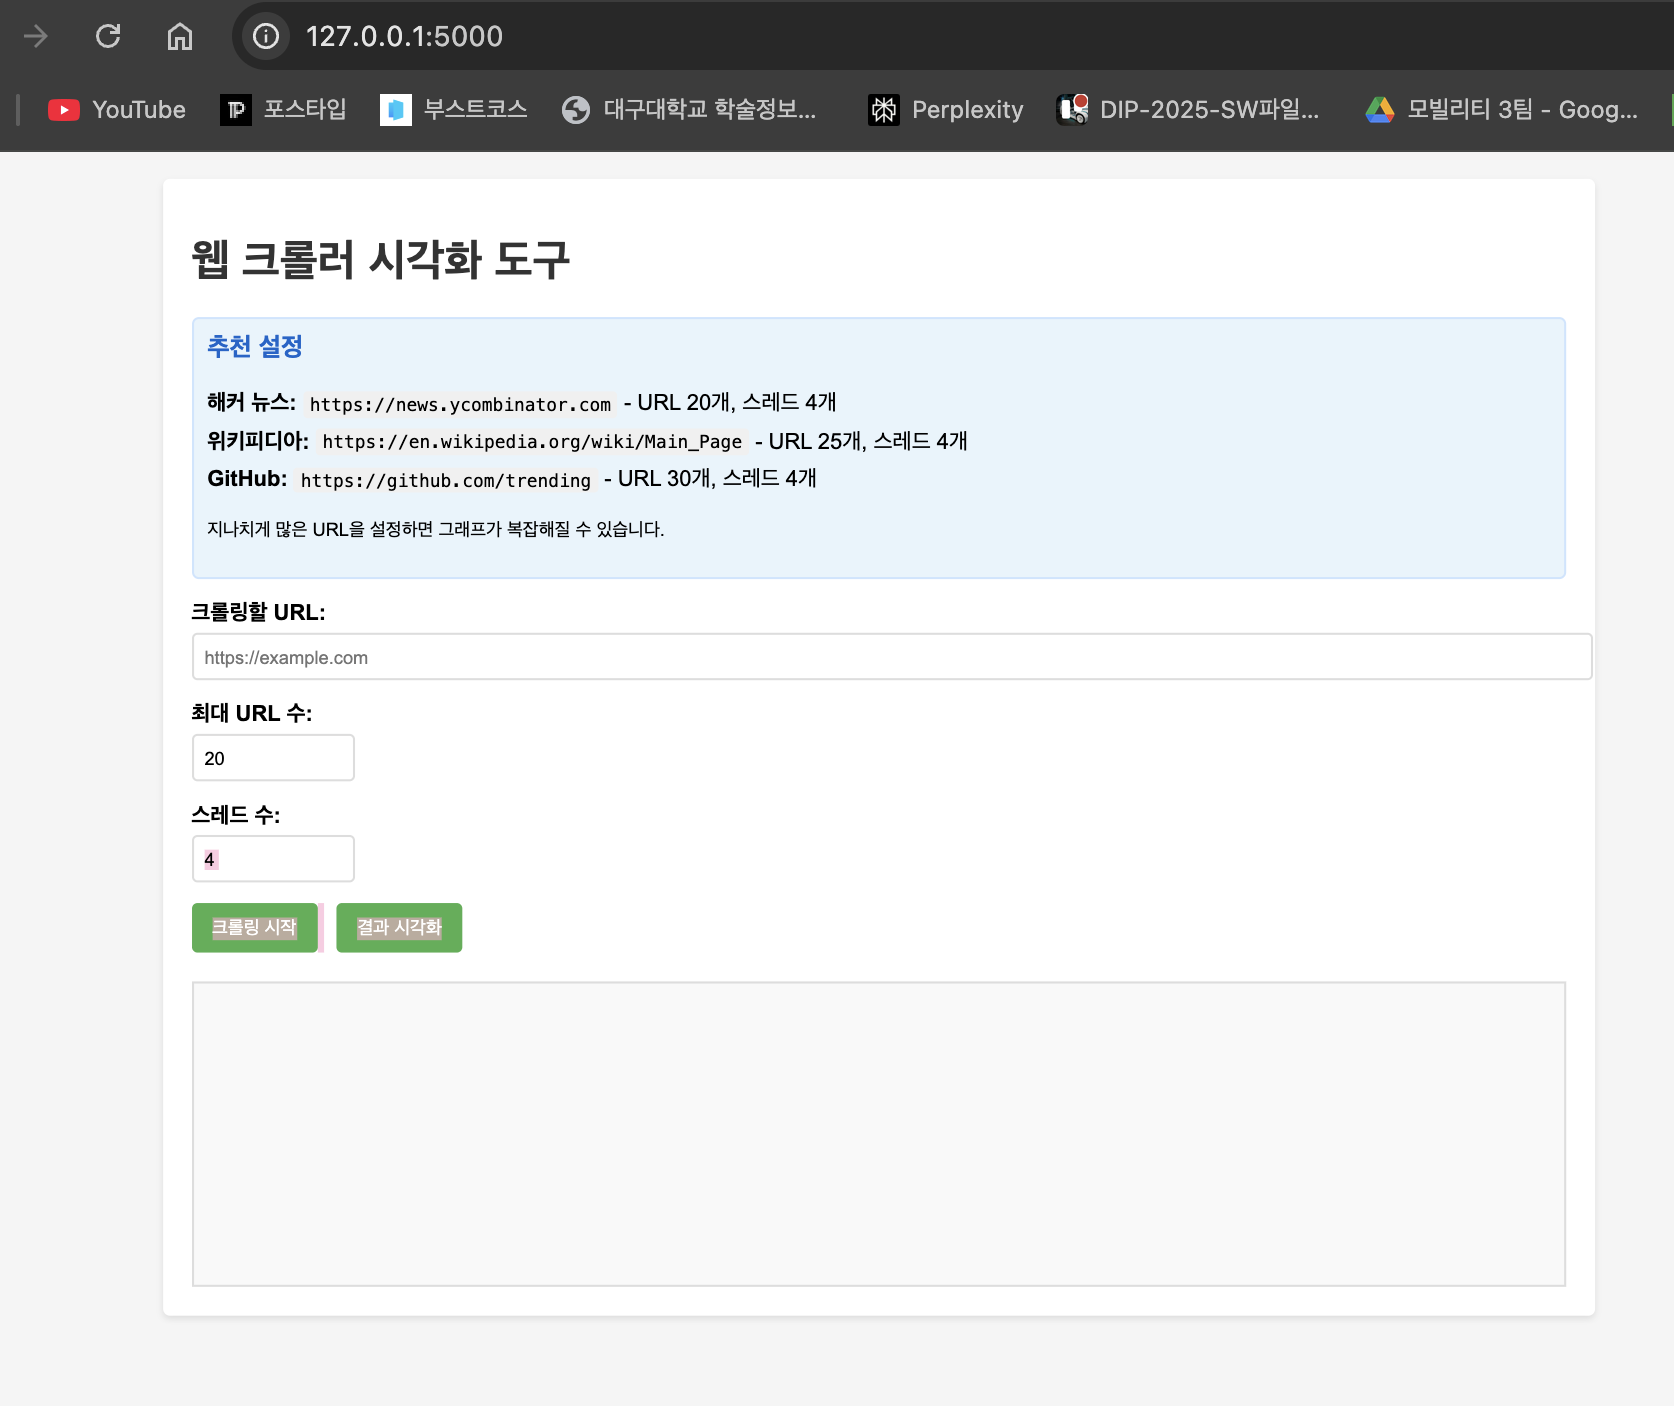 127.0.0.1:5000
YouTube
포스타입
부스트코스
대구대학교 학술정보...
Perplexity
DIP-2025-SW파일...
모빌리티 3팀 - Goog...
웹 크롤러 시각화 도구
추천 설정
해커 뉴스: https://news.ycombinator.com - URL 20개, 스레드 4개
위키피디아: https://en.wikipedia.org/wiki/Main_Page - URL 25개, 스레드 4개
GitHub: https://github.com/trending - URL 30개, 스레드 4개
지나치게 많은 URL을 설정하면 그래프가 복잡해질 수 있습니다.
크롤링할 URL:
https://example.com
최대 URL 수:
20
스레드 수:
4
크롤링 시작
결과 시각화